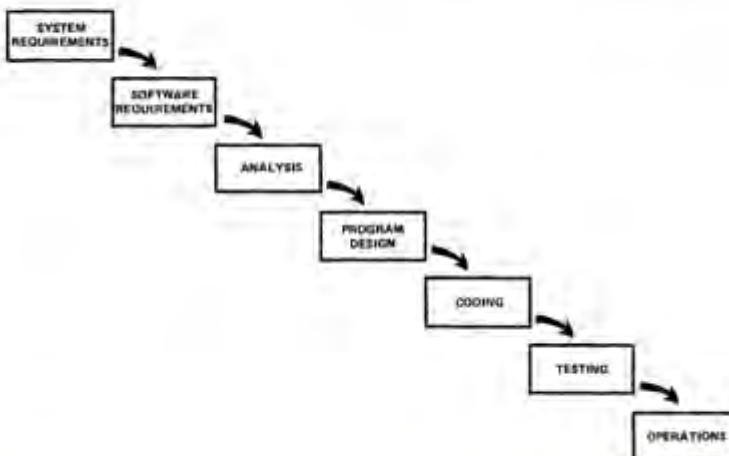 SYSTEM
REQUIREMENTS
SOFTWARE
REQUIREMENTS
ANALYSIS
PROGRAM
DESIGN
CODING
TESTING
OPERATIONS